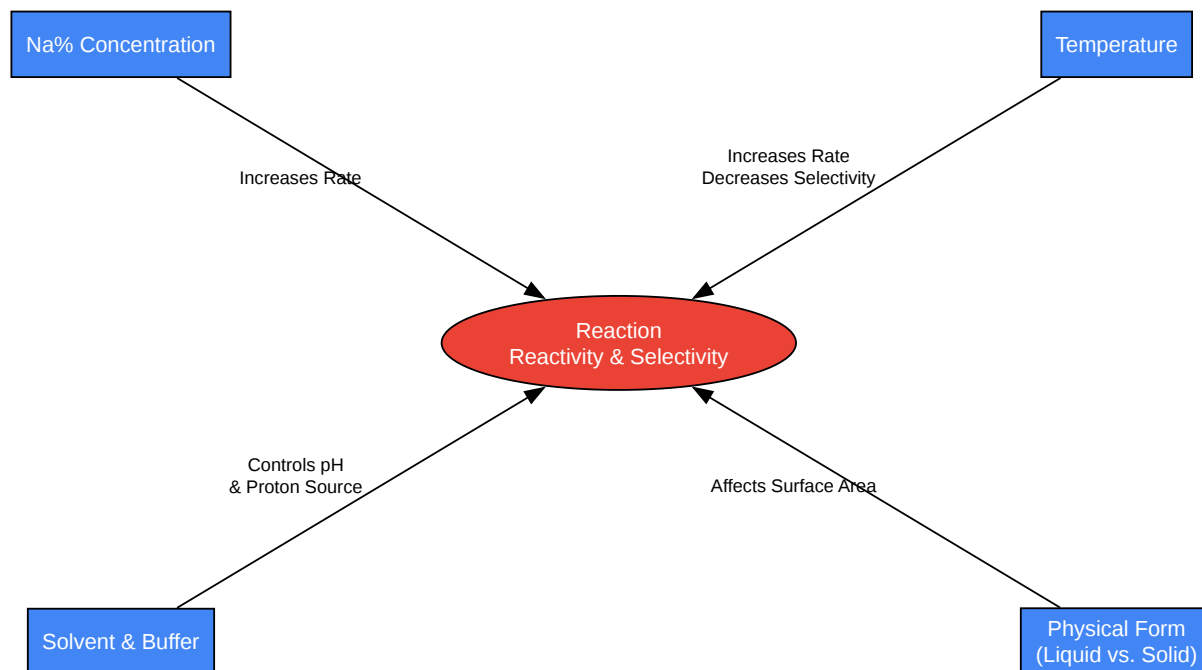 Na% Concentration
Temperature
Increases Rate
Increases Rate
Decreases Selectivity
Reaction
Reactivity & Selectivity
Controls pH
& Proton Source
Affects Surface Area
Solvent & Buffer
Physical Form
(Liquid vs. Solid)